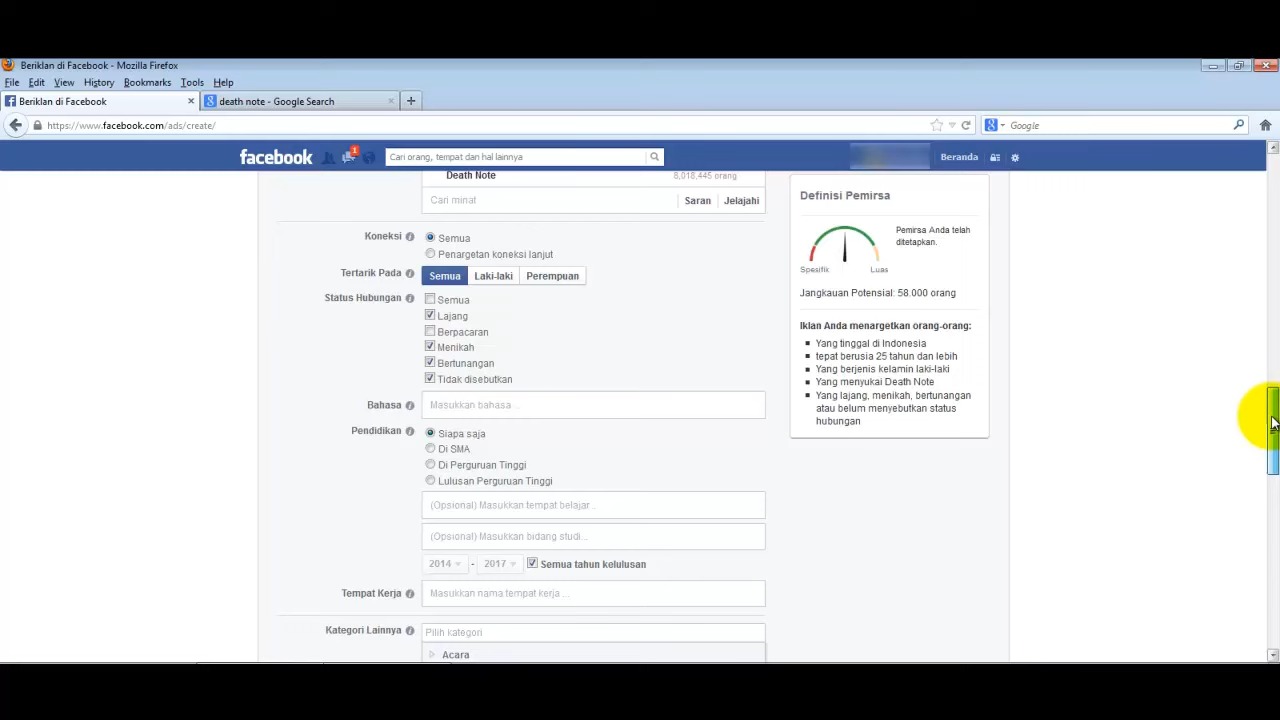 Beriklan di Facebook - Mozilla Firefox
File Edit View History Bookmarks Tools Help
Beriklan di Facebook × death note - Google Search × +
https://www.facebook.com/ads/create/ Google
facebook 1 Cari orang, tempat dan hal lainnya Beranda
Death Note 8,018,445 orang
Cari minat Saran Jelajahi
Koneksi Semua
Penargetan koneksi lanjut
Tertarik Pada Semua Laki-laki Perempuan
Status Hubungan Semua
Lajang
Berpacaran
Menikah
Bertunangan
Tidak disebutkan
Bahasa Masukkan bahasa ...
Pendidikan Siapa saja
Di SMA
Di Perguruan Tinggi
Lulusan Perguruan Tinggi
(Opsional) Masukkan tempat belajar ..
(Opsional) Masukkan bidang studi...
2014 - 2017 Semua tahun kelulusan
Tempat Kerja Masukkan nama tempat kerja ...
Kategori Lainnya Pilih kategori
Acara
Definisi Pemirsa
Pemirsa Anda telah
ditetapkan.
Spesifik Luas
Jangkauan Potensial: 58.000 orang
Iklan Anda menargetkan orang-orang:
Yang tinggal di Indonesia
tepat berusia 25 tahun dan lebih
Yang berjenis kelamin laki-laki
Yang menyukai Death Note
Yang lajang, menikah, bertunangan
atau belum menyebutkan status
hubungan